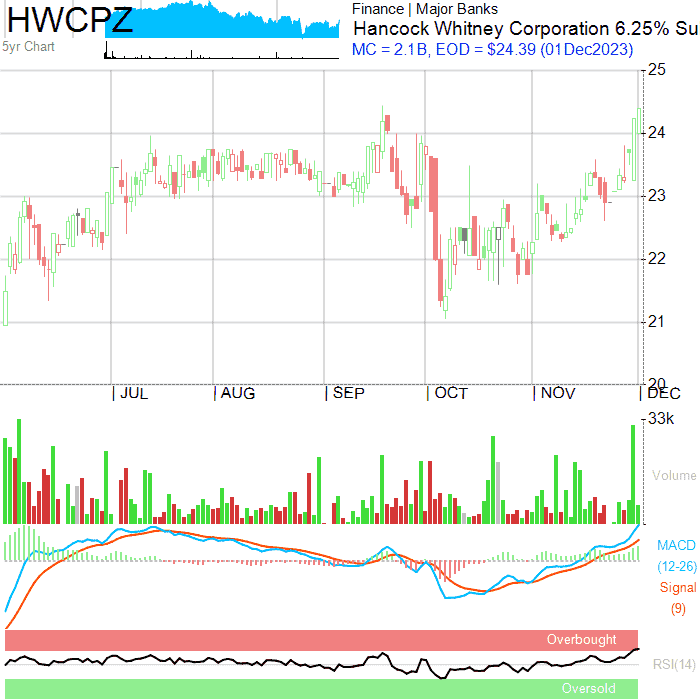 HWCPZ
5yr Chart
Finance | Major Banks
Hancock Whitney Corporation 6.25% Su
MC = 2.1B, EOD = $24.39 (01Dec2023)
25
24
23
22
21
20
JUL
AUG
SEP
OCT
NOV
DEC
33k
Volume
MACD
(12-26)
Signal
(9)
Overbought
RSI(14)
Oversold